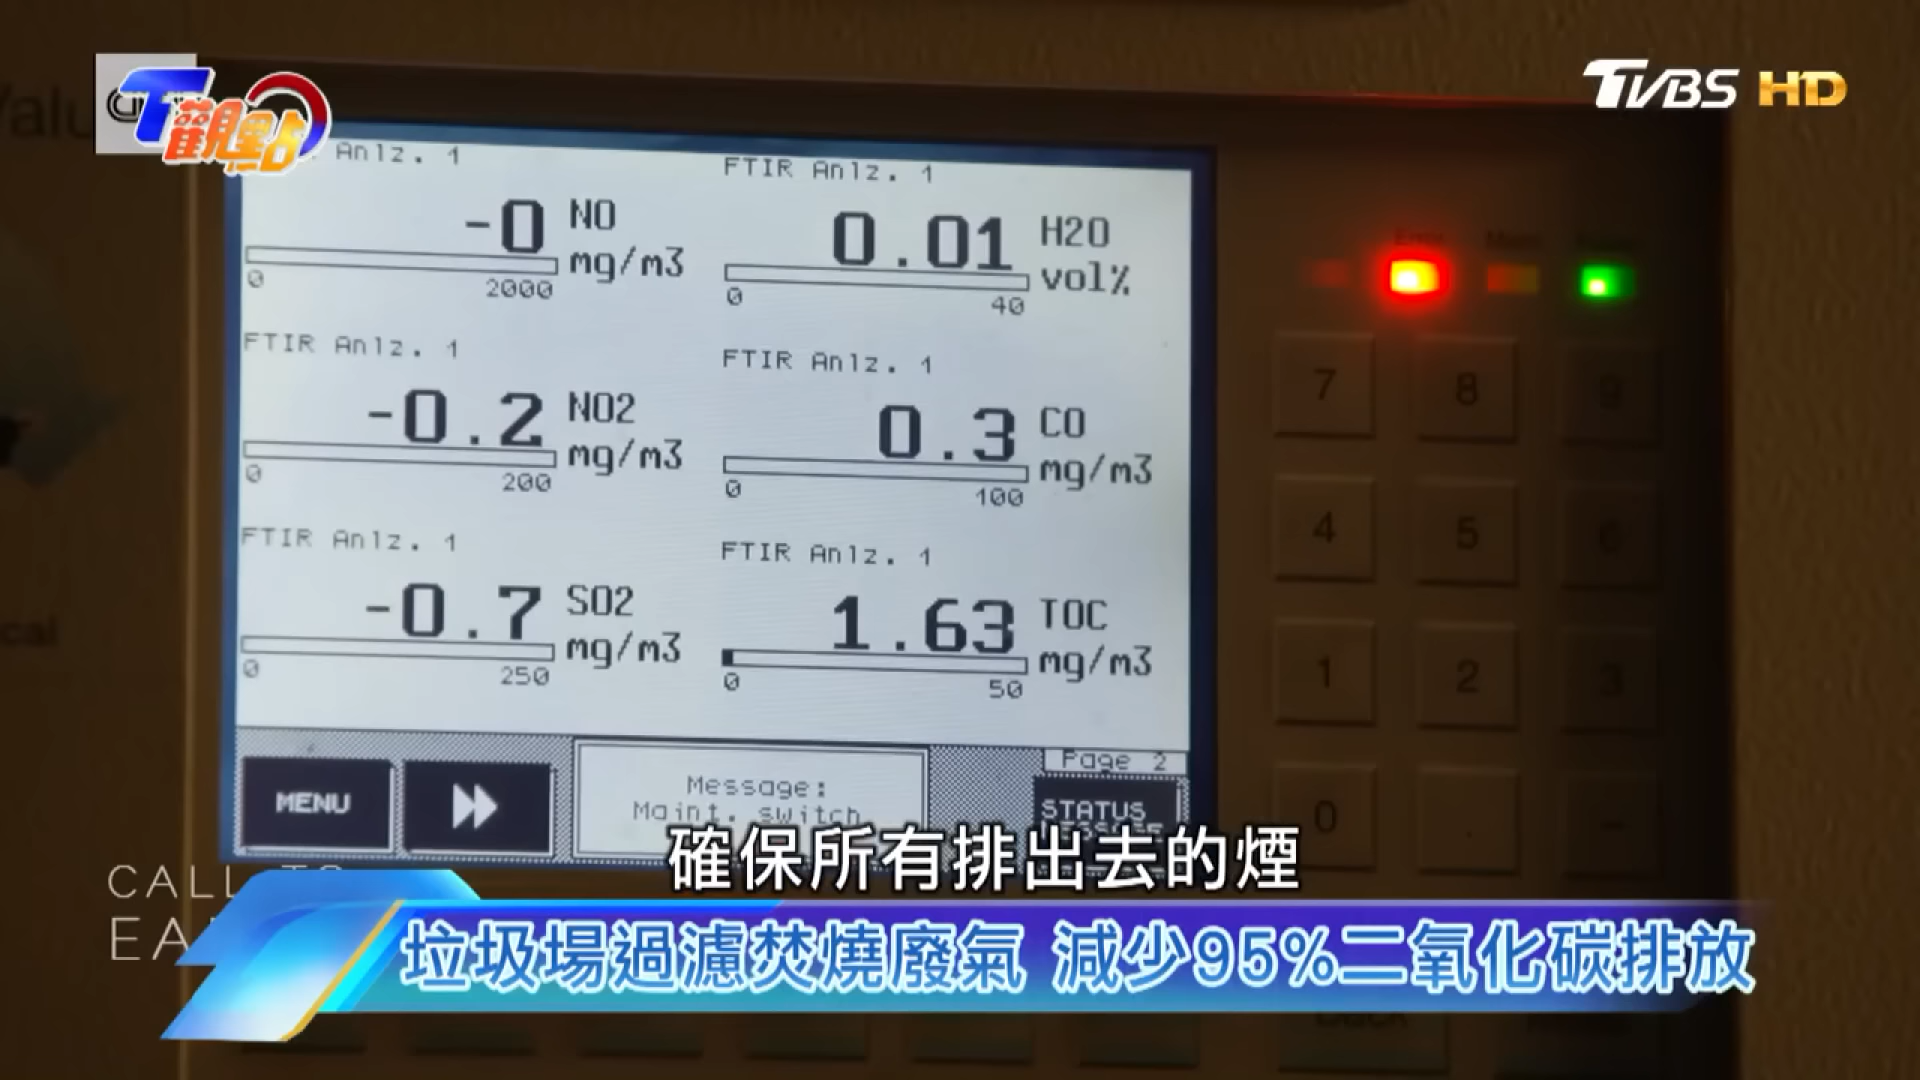 T觀點
TVBS HD
Anlz. 1
-0 NO
mg/m3
0 2000
FTIR Anlz. 1
0.01 H2O
vol%
0 40
FTIR Anlz. 1
-0.2 NO2
mg/m3
0 200
FTIR Anlz. 1
0.3 CO
mg/m3
0 100
FTIR Anlz. 1
-0.7 SO2
mg/m3
0 250
FTIR Anlz. 1
1.63 TOC
mg/m3
0 50
MENU
Message:
Maint. switch
Page 2
STATUS
7 8 9
4 5 6
1 2 3
0 . -
CALL TO
確保所有排出去的煙
垃圾場過濾焚燒廢氣 減少95%二氧化碳排放